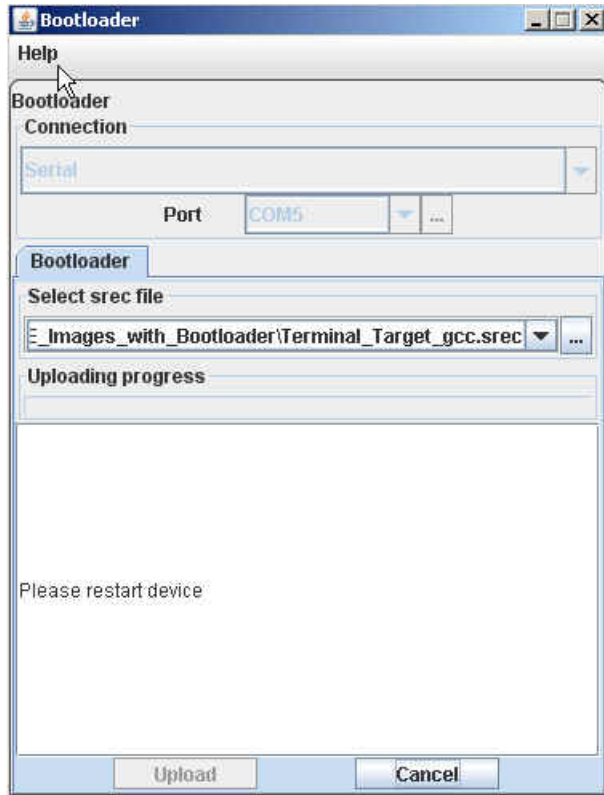 Bootloader
Help
Bootloader
Connection
Serial
Port COM5 ...
Bootloader
Select srec file
E_Images_with_Bootloader\Terminal_Target_gcc.srec ...
Uploading progress
Please restart device
Upload Cancel